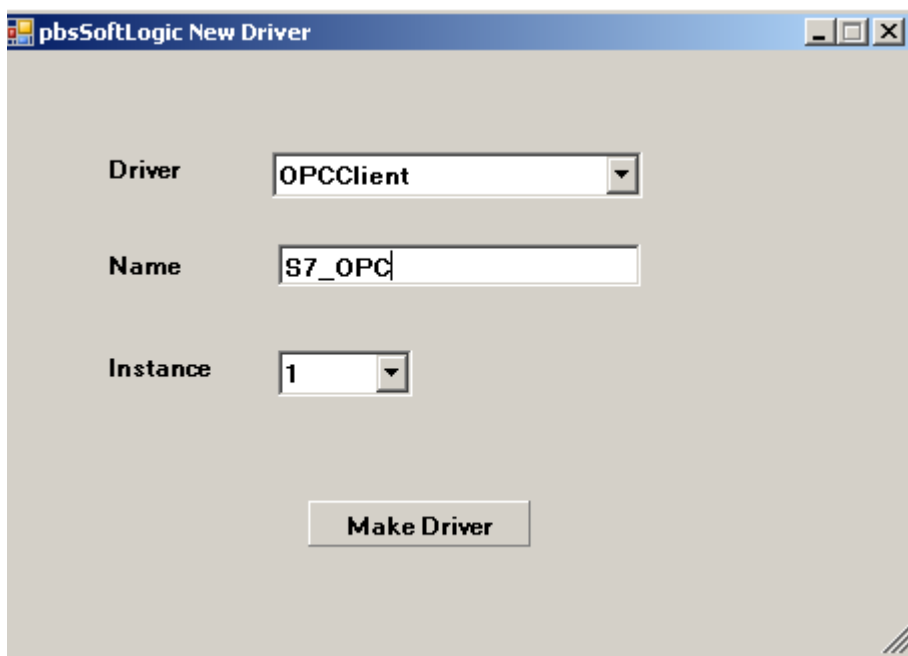 pbsSoftLogic New Driver
Driver
OPCClient
Name
S7_OPC
Instance
1
Make Driver